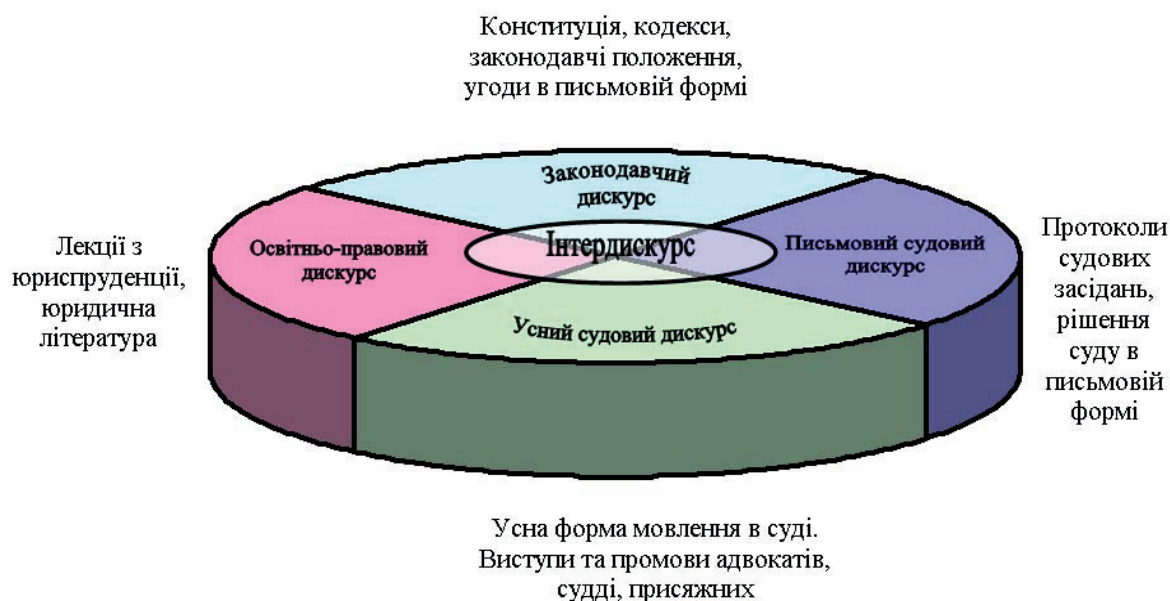 Конституція, кодекси,
законодавчі положення,
угоди в письмовій формі
Законодавчий
дискурс
Лекції з
юриспруденції,
юридична
література
Освітньо-правовий
дискурс
Інтердискурс
Письмовий судовий
дискурс
Протоколи
судових
засідань,
рішення
суду в
письмовій
формі
Усний судовий дискурс
Усна форма мовлення в суді.
Виступи та промови адвокатів,
судді, присяжних